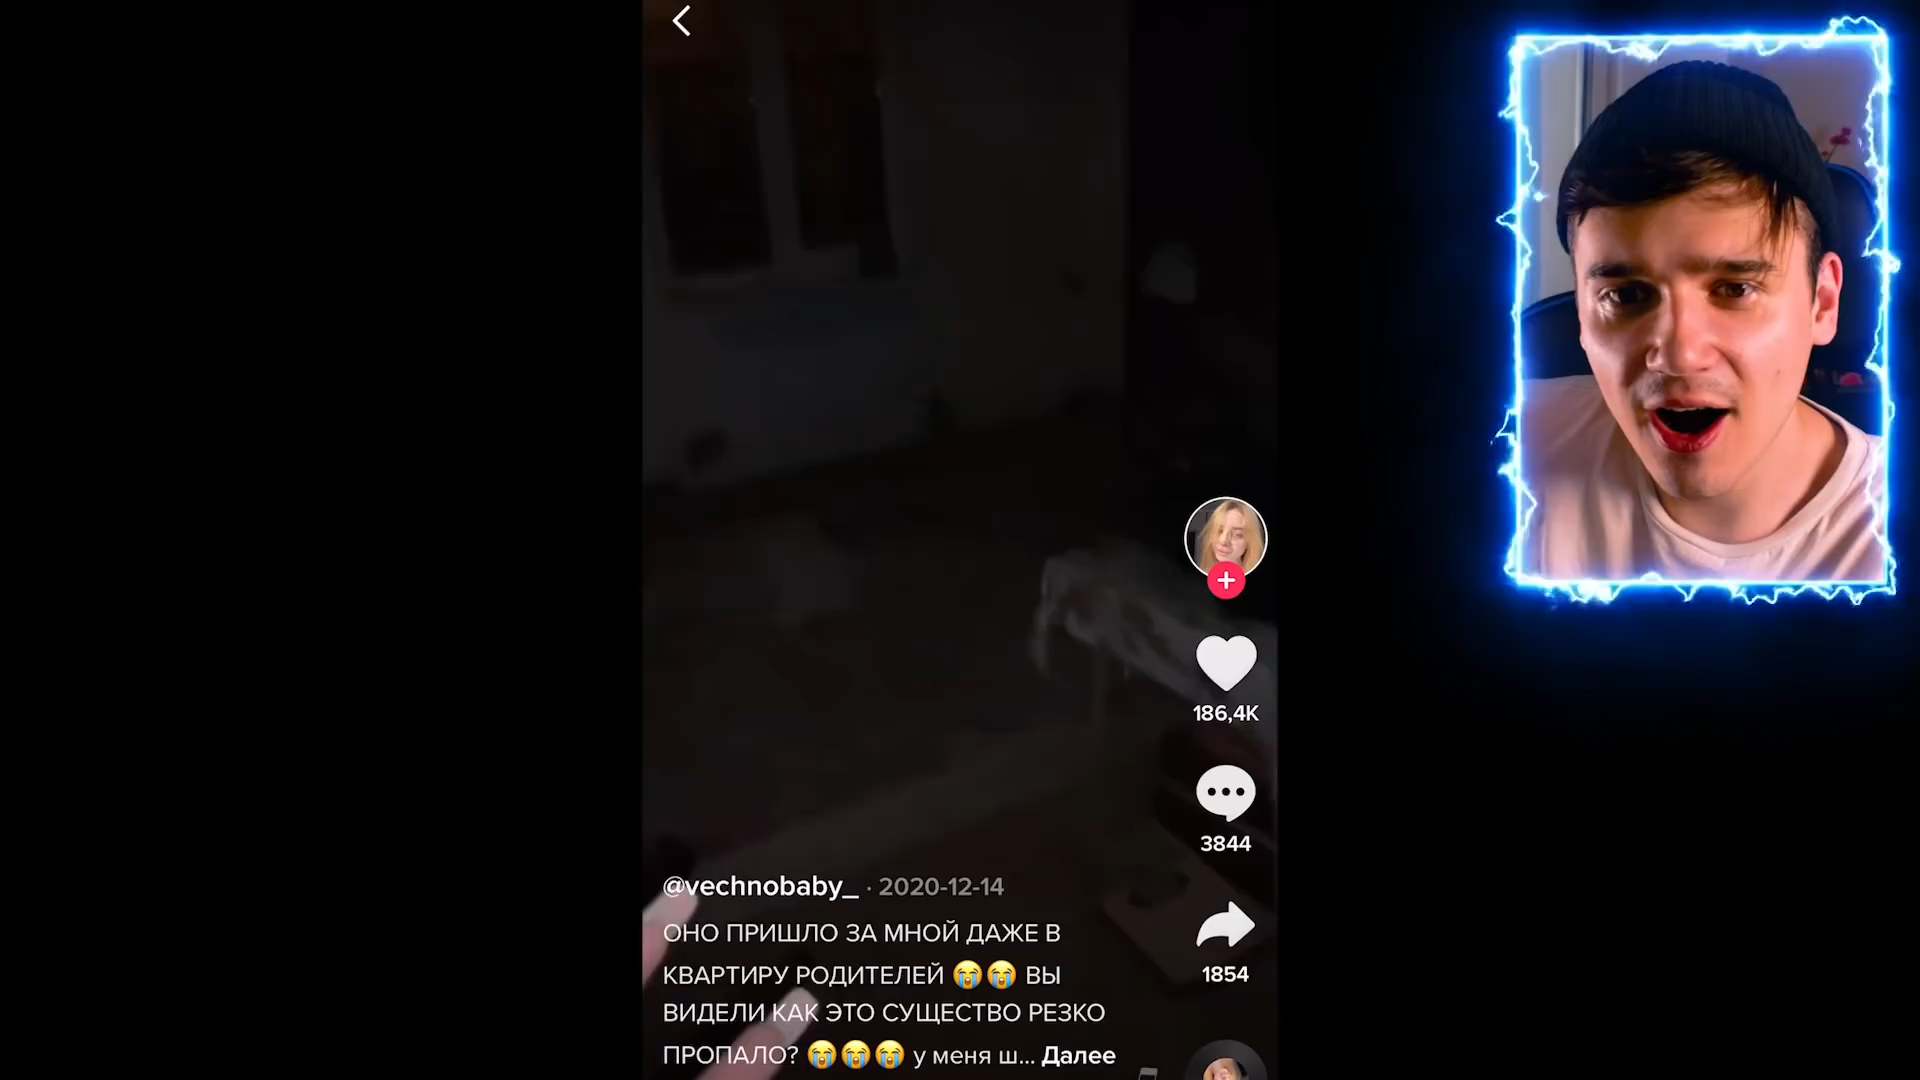 186,4K
3844
@vechnobaby_ · 2020-12-14
ОНО ПРИШЛО ЗА МНОЙ ДАЖЕ В
КВАРТИРУ РОДИТЕЛЕЙ 😭😭 ВЫ
ВИДЕЛИ КАК ЭТО СУЩЕСТВО РЕЗКО
ПРОПАЛО? 😭😭😭 у меня ш... Далее
1854